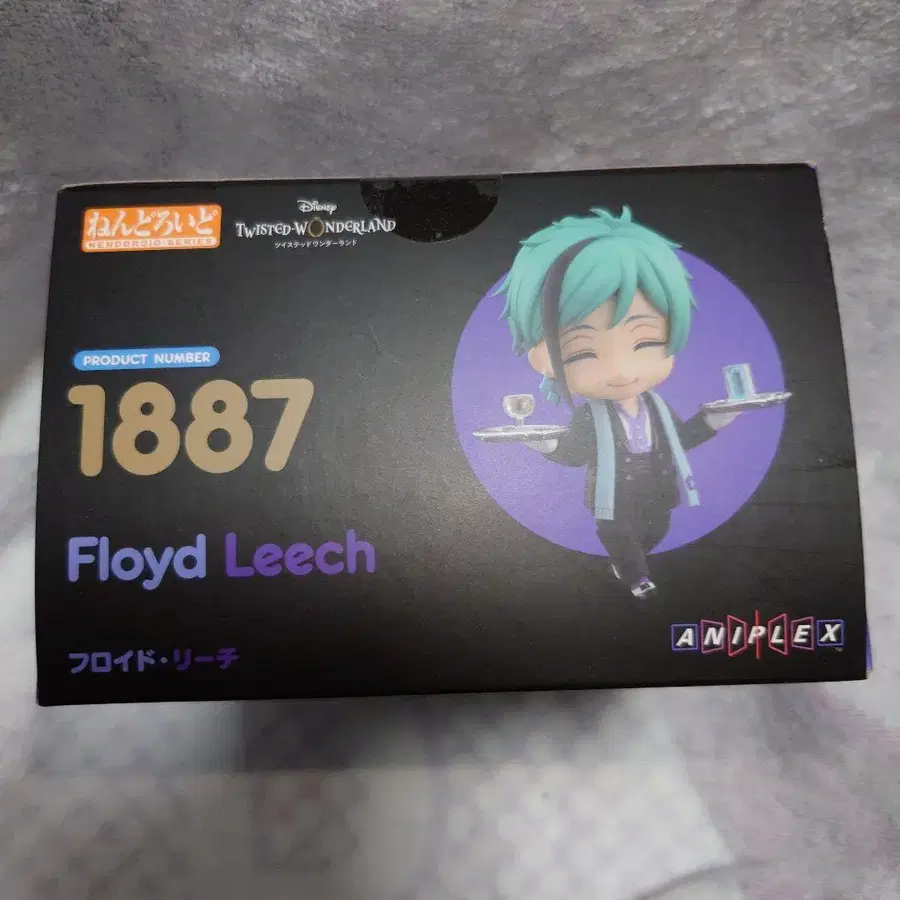 ねんどろいど
NENDOROID SERIES
Disney
TWISTED-WONDERLAND
ツイステッドワンダーランド
PRODUCT NUMBER
1887
Floyd Leech
フロイド・リーチ
ANIPLEX